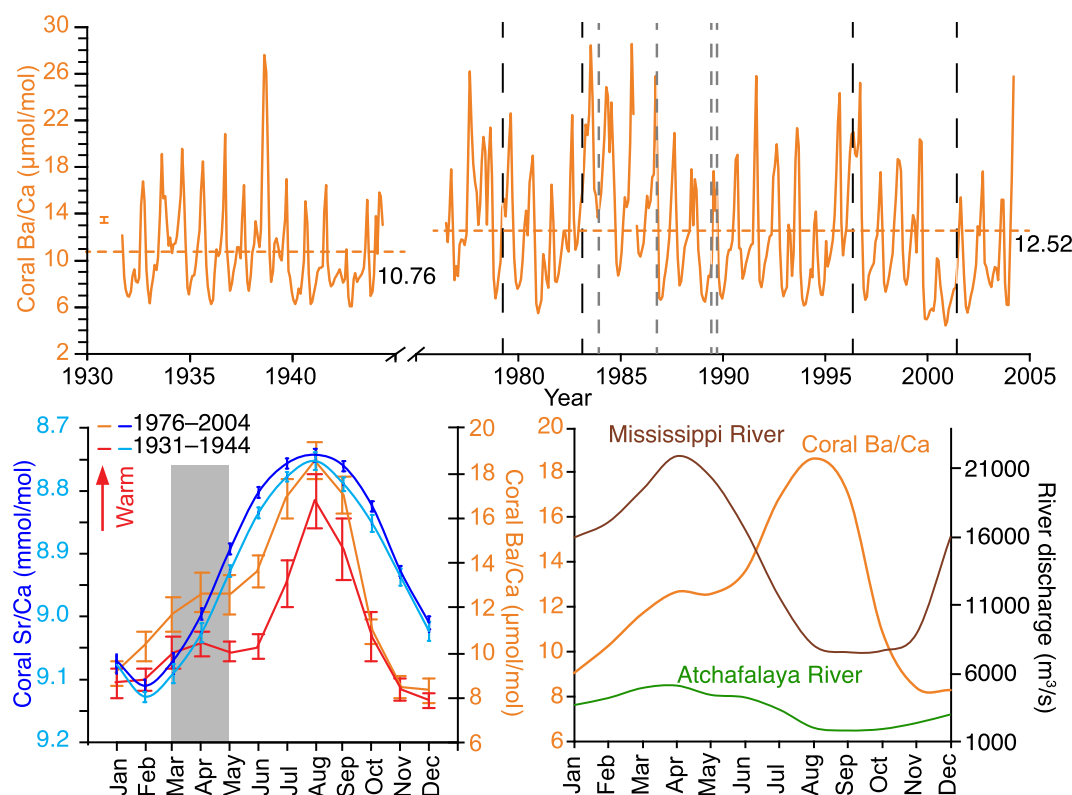 30
26
22
18
14
10
6
2
Coral Ba/Ca (µmol/mol)
10.76
12.52
1930
1935
1940
1980
1985
1990
1995
2000
2005
Year
8.7
8.8
8.9
9.0
9.1
9.2
Coral Sr/Ca (mmol/mol)
1976–2004
1931–1944
Warm
20
18
16
14
12
10
8
6
Coral Ba/Ca (µmol/mol)
Jan
Feb
Mar
Apr
May
Jun
Jul
Aug
Sep
Oct
Nov
Dec
20
18
16
14
12
10
8
6
Mississippi River
Coral Ba/Ca
Atchafalaya River
21000
16000
11000
6000
1000
River discharge (m³/s)
Jan
Feb
Mar
Apr
May
Jun
Jul
Aug
Sep
Oct
Nov
Dec